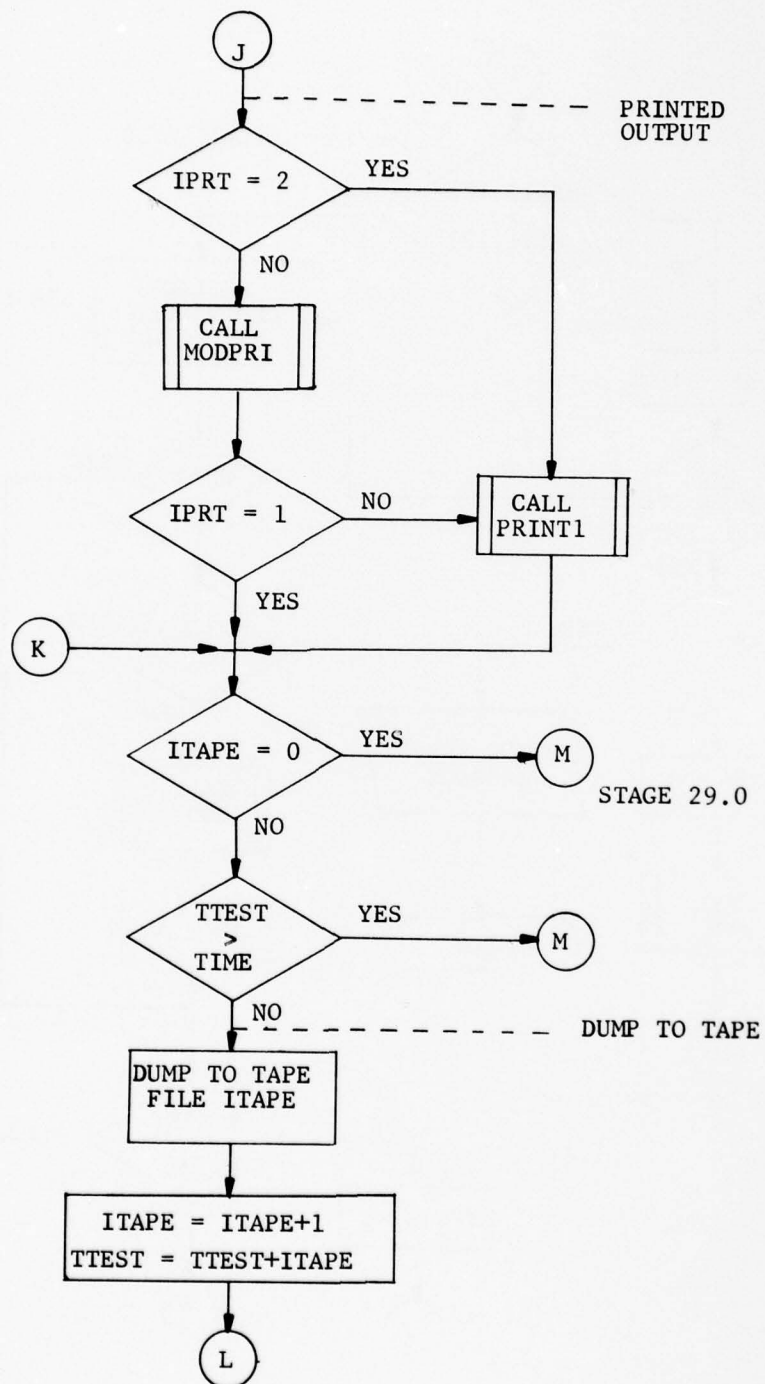 J
PRINTED
OUTPUT
IPRT = 2
YES
NO
CALL
MODPRI
IPRT = 1
NO
CALL
PRINT1
YES
K
ITAPE = 0
YES
M
STAGE 29.0
NO
TTEST
>
TIME
YES
M
NO
DUMP TO TAPE
DUMP TO TAPE
FILE ITAPE
ITAPE = ITAPE+1
TTEST = TTEST+ITAPE
L